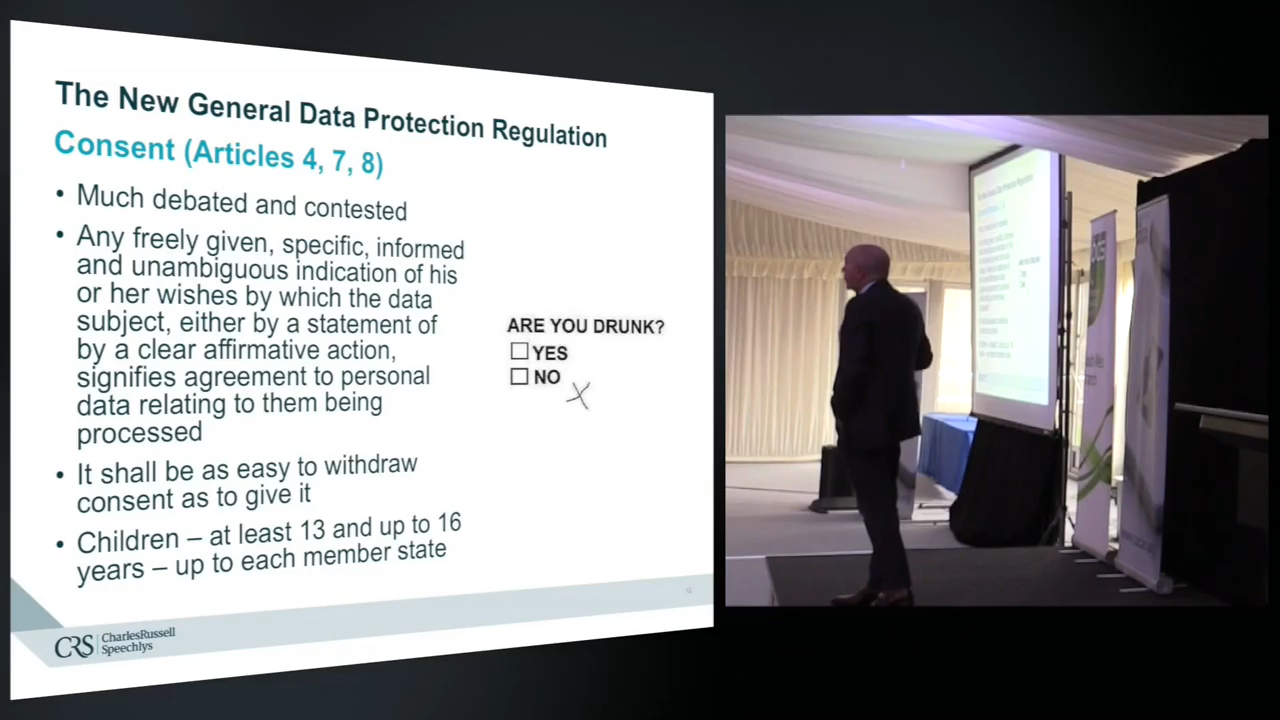 The New General Data Protection Regulation
Consent (Articles 4, 7, 8)
• Much debated and contested
• Any freely given, specific, informed
and unambiguous indication of his
or her wishes by which the data
subject, either by a statement of
by a clear affirmative action,
signifies agreement to personal
data relating to them being
processed
• It shall be as easy to withdraw
consent as to give it
• Children – at least 13 and up to 16
years – up to each member state
ARE YOU DRUNK?
YES
NO
12
CRS CharlesRussell
Speechlys